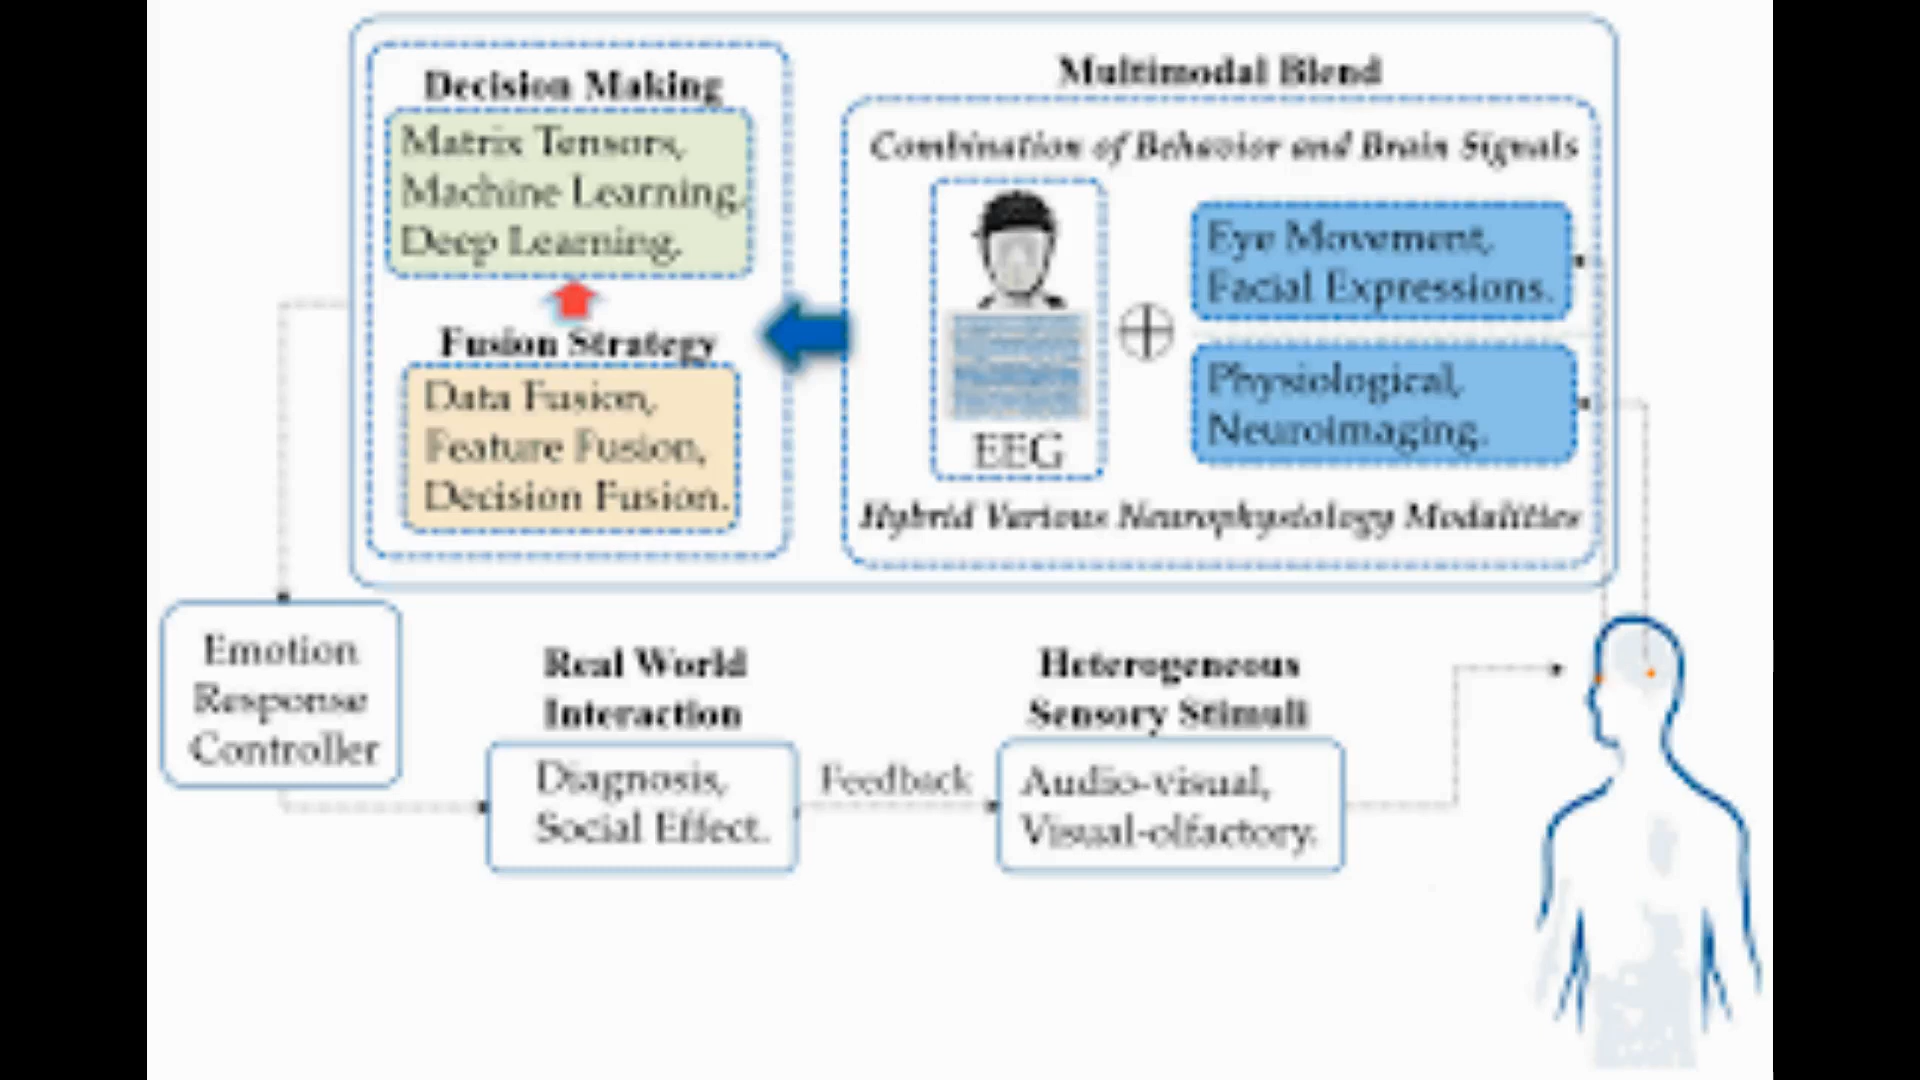 Decision Making
Matrix Tensors,
Machine Learning,
Deep Learning.
Fusion Strategy
Data Fusion,
Feature Fusion,
Decision Fusion.
Multimodal Blend
Combination of Behavior and Brain Signals
EEG
Eye Movement,
Facial Expressions.
Physiological,
Neuroimaging.
Hybrid Various Neurophysiology Modalities
Emotion
Response
Controller
Real World
Interaction
Diagnosis,
Social Effect.
Feedback
Heterogeneous
Sensory Stimuli
Audio-visual,
Visual-olfactory.